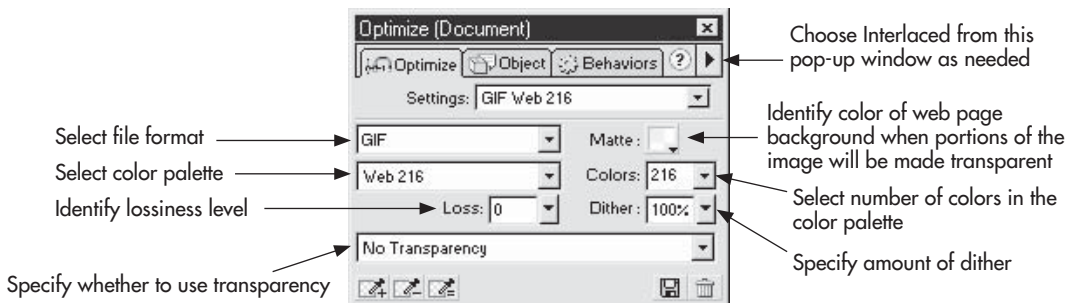 Optimize (Document)
Optimize Object Behaviors ?
Choose Interlaced from this
pop-up window as needed
Settings: GIF Web 216
Select file format
GIF
Matte:
Identify color of web page
background when portions of the
image will be made transparent
Select color palette
Web 216
Colors: 216
Select number of colors in the
color palette
Identify lossiness level
Loss: 0
Dither: 100%
Specify amount of dither
No Transparency
Specify whether to use transparency